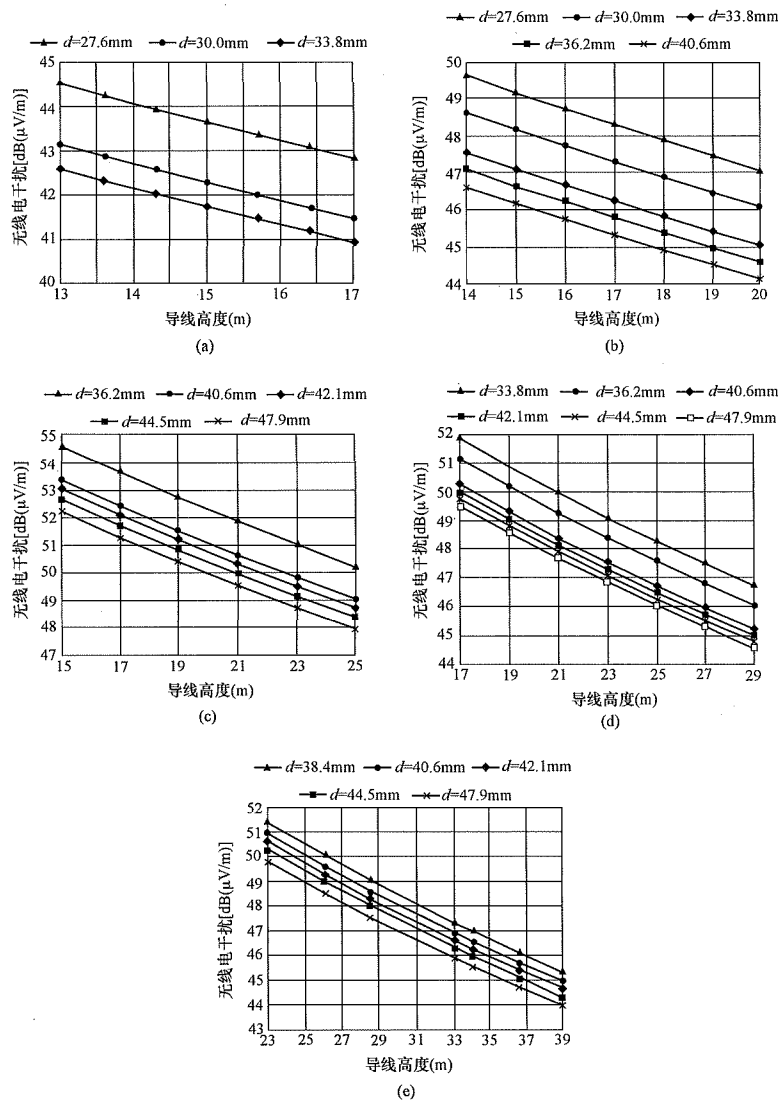 d=27.6mm d=30.0mm d=33.8mm
45
44
43
42
41
40
无线电干扰[dB(μV/m)]
13 14 15 16 17
导线高度(m)
(a)
d=27.6mm d=30.0mm d=33.8mm
d=36.2mm d=40.6mm
50
49
48
47
46
45
44
无线电干扰[dB(μV/m)]
14 15 16 17 18 19 20
导线高度(m)
(b)
d=36.2mm d=40.6mm d=42.1mm
d=44.5mm d=47.9mm
55
54
53
52
51
50
49
48
47
无线电干扰[dB(μV/m)]
15 17 19 21 23 25
导线高度(m)
(c)
d=33.8mm d=36.2mm d=40.6mm
d=42.1mm d=44.5mm d=47.9mm
52
51
50
49
48
47
46
45
44
无线电干扰[dB(μV/m)]
17 19 21 23 25 27 29
导线高度(m)
(d)
d=38.4mm d=40.6mm d=42.1mm
d=44.5mm d=47.9mm
52
51
50
49
48
47
46
45
44
43
无线电干扰[dB(μV/m)]
23 25 27 29 31 33 35 37 39
导线高度(m)
(e)